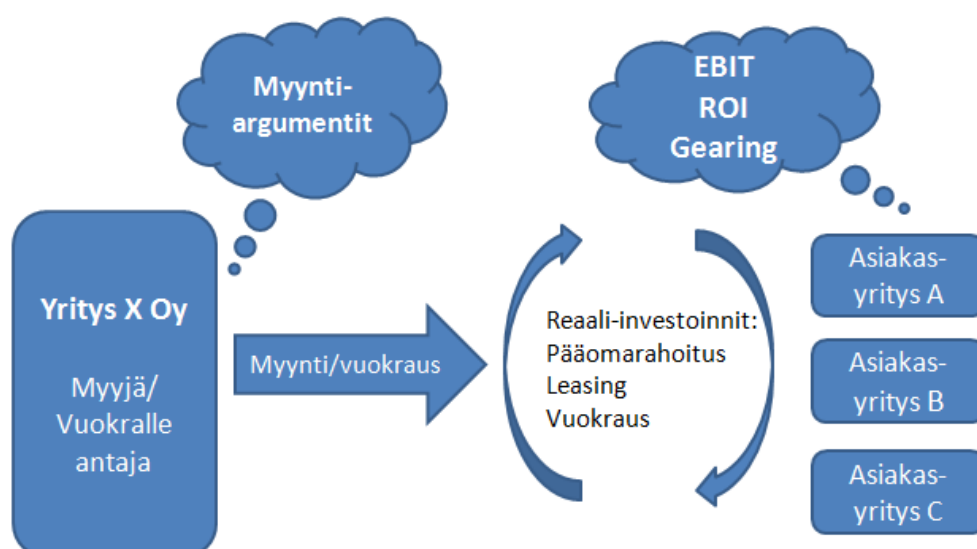 Myynti-
argumentit
EBIT
ROI
Gearing
Yritys X Oy
Myyjä/
Vuokralle
antaja
Myynti/vuokraus
Reaali-investoinnit:
Pääomarahoitus
Leasing
Vuokraus
Asiakas-
yritys A
Asiakas-
yritys B
Asiakas-
yritys C